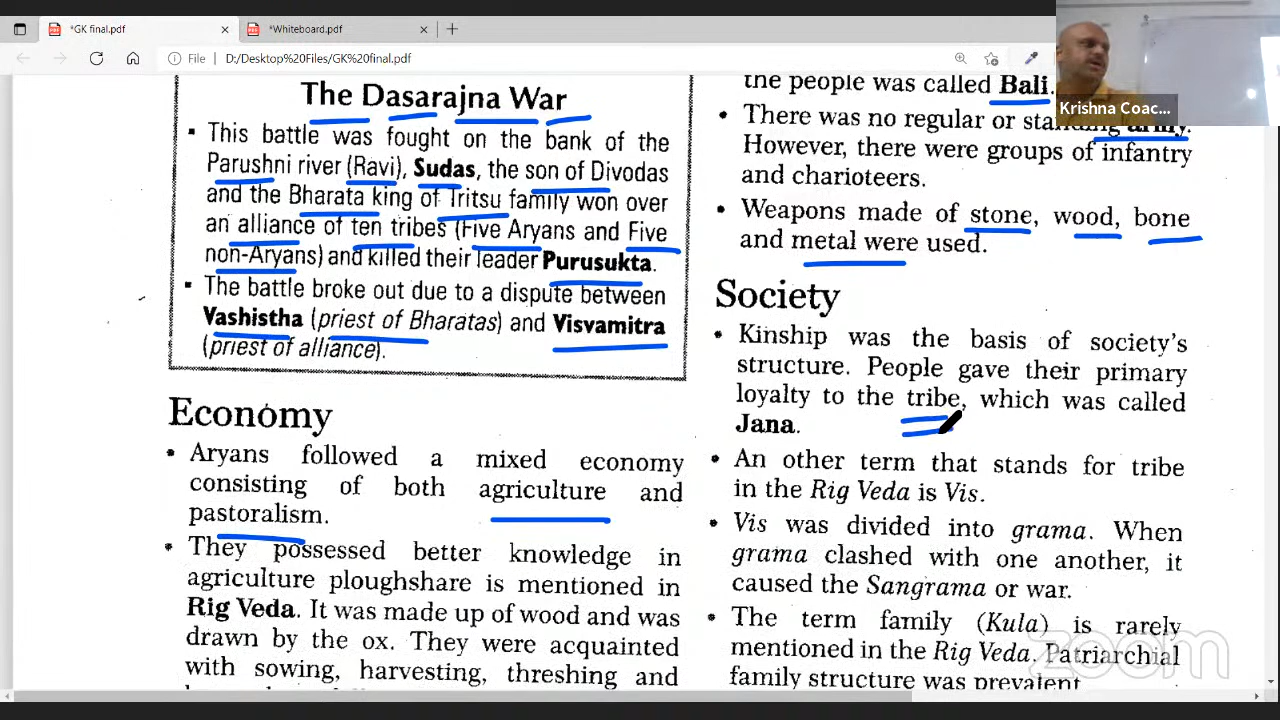 *GK final.pdf
*Whiteboard.pdf
File
D:/Desktop%20Files/GK%20final.pdf
Krishna Coac...
The Dasarajna War
▪ This battle was fought on the bank of the
Parushni river (Ravi), Sudas, the son of Divodas
and the Bharata king of Tritsu family won over
an alliance of ten tribes (Five Aryans and Five
non-Aryans) and killed their leader Purusukta.
▪ The battle broke out due to a dispute between
Vashistha (priest of Bharatas) and Visvamitra
(priest of alliance).
Economy
• Aryans followed a mixed economy
consisting of both agriculture and
pastoralism.
• They possessed better knowledge in
agriculture ploughshare is mentioned in
Rig Veda. It was made up of wood and was
drawn by the ox. They were acquainted
with sowing, harvesting, threshing and
the people was called Bali.
• There was no regular or standing army.
However, there were groups of infantry
and charioteers.
• Weapons made of stone, wood, bone
and metal were used.
Society
• Kinship was the basis of society's
structure. People gave their primary
loyalty to the tribe, which was called
Jana.
• An other term that stands for tribe
in the Rig Veda is Vis.
• Vis was divided into grama. When
grama clashed with one another, it
caused the Sangrama or war.
• The term family (Kula) is rarely
mentioned in the Rig Veda. Patriarchial
family structure was prevalent
zoom